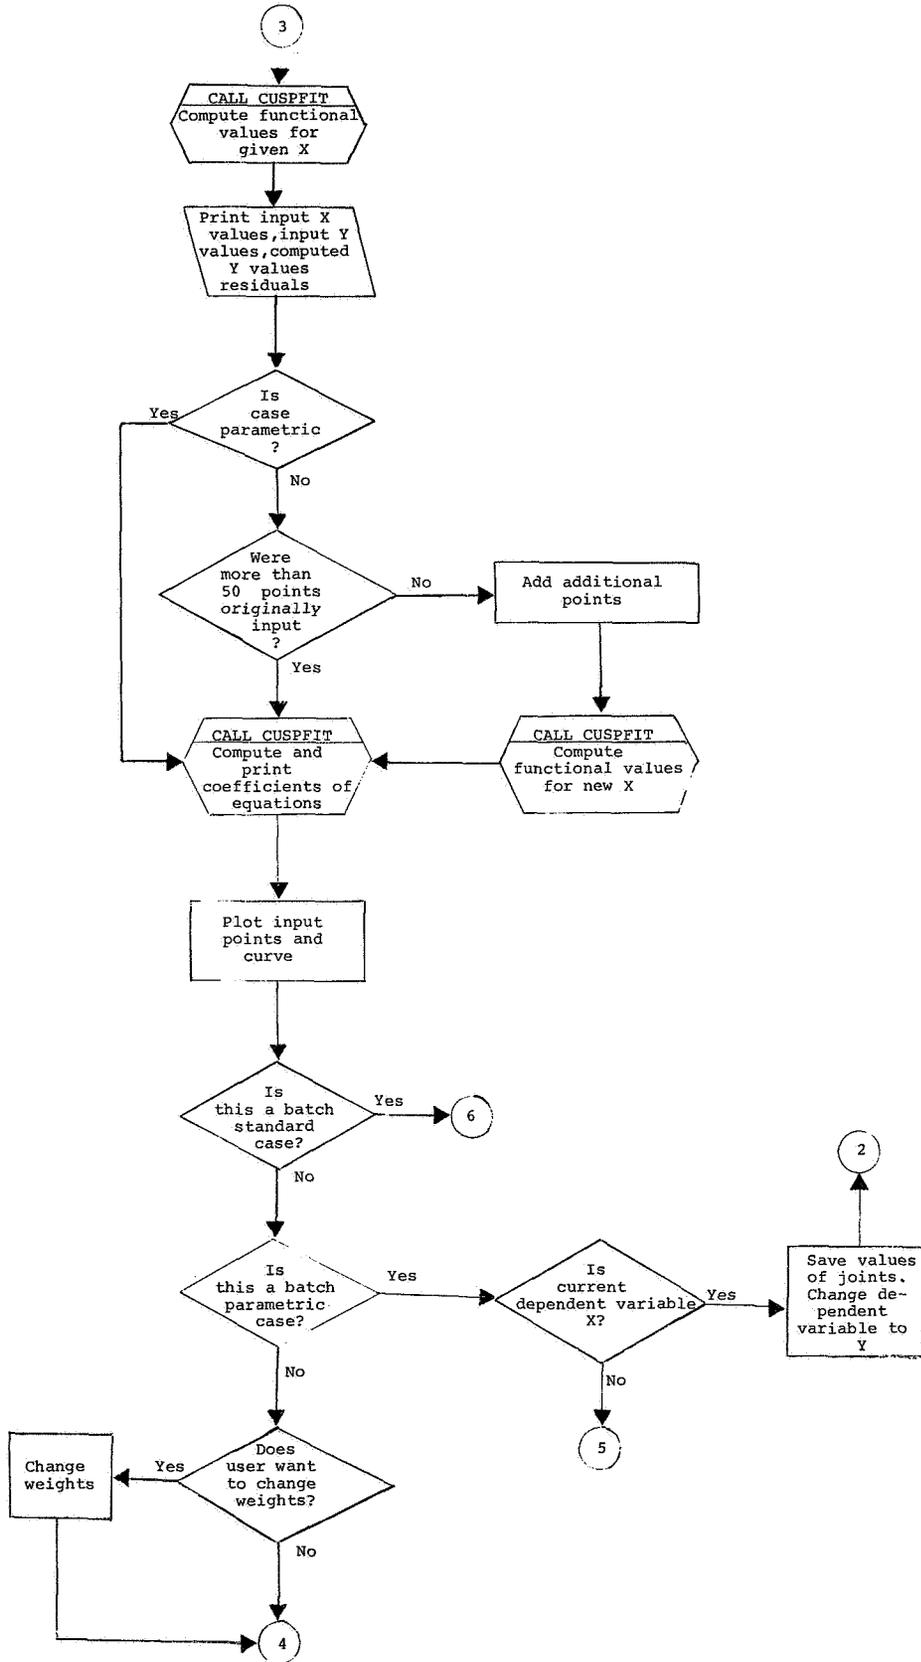 3
CALL CUSPFIT
Compute functional
values for
given X
Print input X
values,input Y
values,computed
Y values
residuals
Is
case
parametric
?
Yes
No
Were
more than
50 points
originally
input
?
No
Yes
Add additional
points
CALL CUSPFIT
Compute and
print
coefficients of
equations
CALL CUSPFIT
Compute
functional values
for new X
Plot input
points and
curve
Is
this a batch
standard
case?
Yes
6
No
2
Is
this a batch
parametric
case?
Yes
Is
current
dependent variable
X?
Yes
Save values
of joints.
Change de-
pendent
variable to
Y
No
No
5
Does
user want
to change
weights?
Yes
Change
weights
No
4